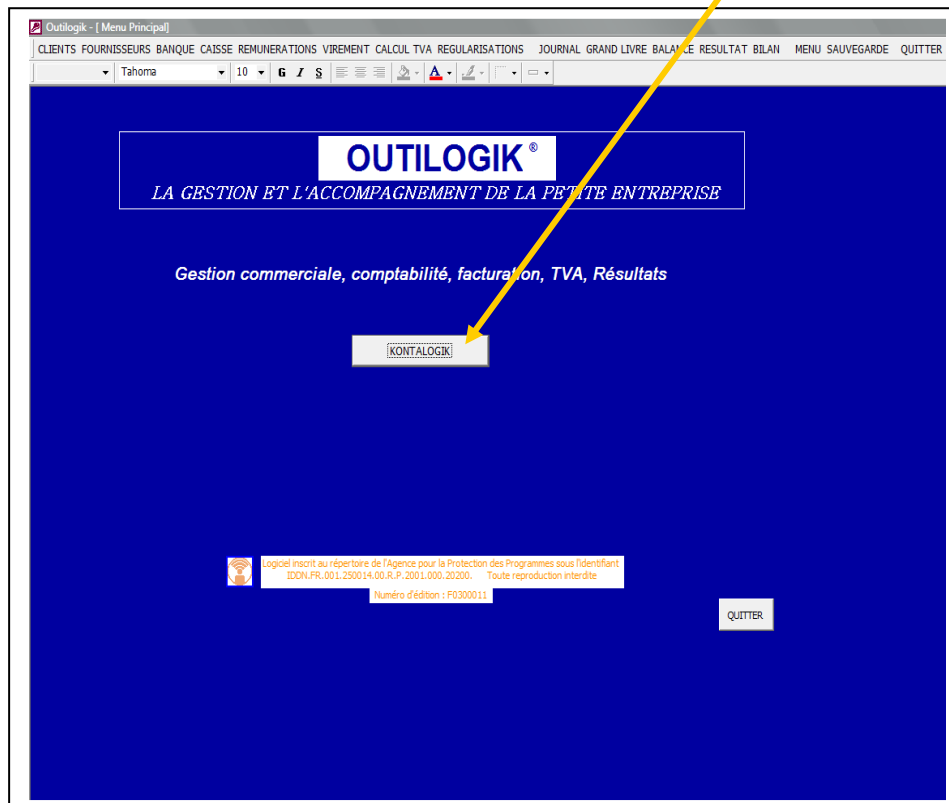 Outilogik - [ Menu Principal]
CLIENTS FOURNISSEURS BANQUE CAISSE REMUNERATIONS VIREMENT CALCUL TVA REGULARISATIONS JOURNAL GRAND LIVRE BALANCE RESULTAT BILAN MENU SAUVEGARDE QUITTER
Tahoma 10 G I S A
OUTILOGIK ®
LA GESTION ET L'ACCOMPAGNEMENT DE LA PETITE ENTREPRISE
Gestion commerciale, comptabilité, facturation, TVA, Résultats
KONTALOGIK
Logiciel inscrit au répertoire de l'Agence pour la Protection des Programmes sous l'identifiant
IDDN.FR.001.250014.00.R.P.2001.000.20200. Toute reproduction interdite
Numéro d'édition : F0300011
QUITTER